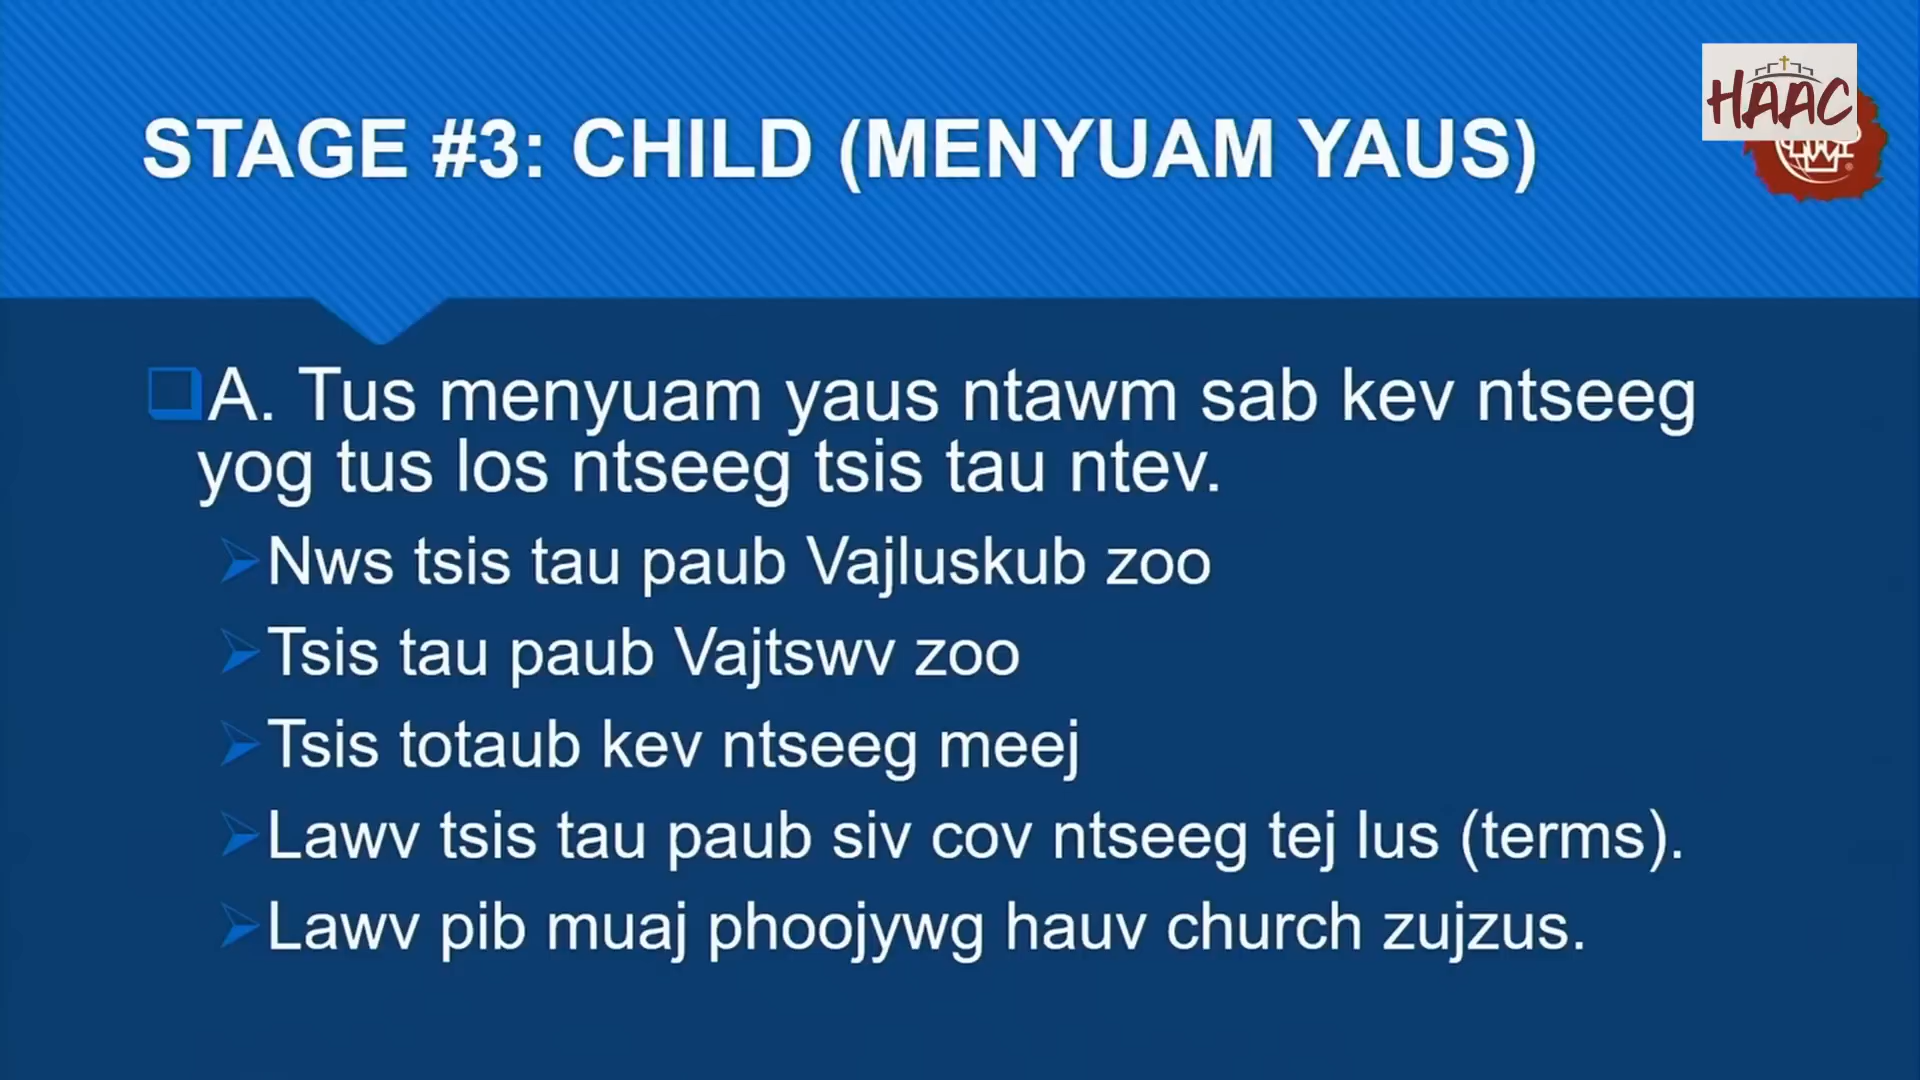 HAAC
STAGE #3: CHILD (MENYUAM YAUS)
A. Tus menyuam yaus ntawm sab kev ntseeg
yog tus los ntseeg tsis tau ntev.
Nws tsis tau paub Vajluskub zoo
Tsis tau paub Vajtswv zoo
Tsis totaub kev ntseeg meej
Lawv tsis tau paub siv cov ntseeg tej lus (terms).
Lawv pib muaj phoojywg hauv church zujzus.